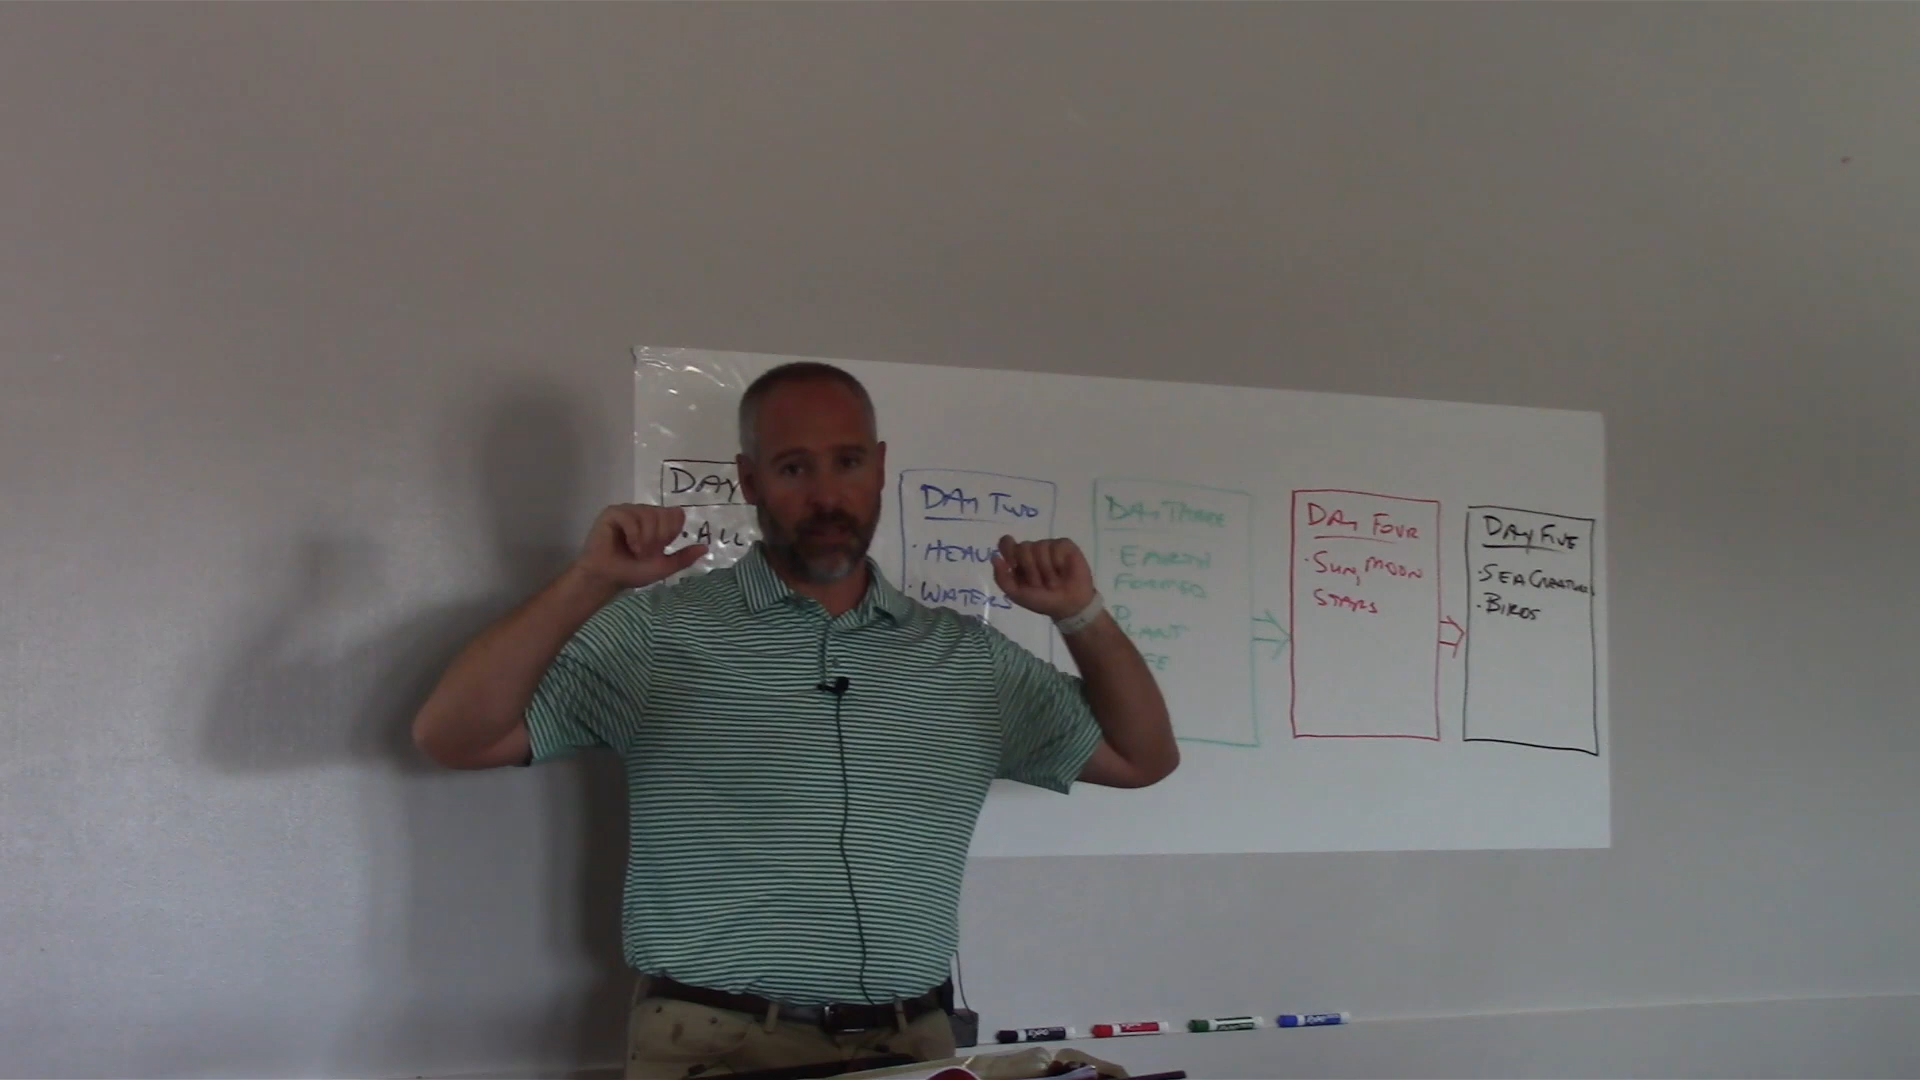 DAY
· ALL
DAY TWO
· HEAV
· WATERS
DAY THREE
· EARTH
FORMED
PLANT
DAY FOUR
· SUN, MOON
STARS
DAY FIVE
· SEA CREATURES
· BIRDS